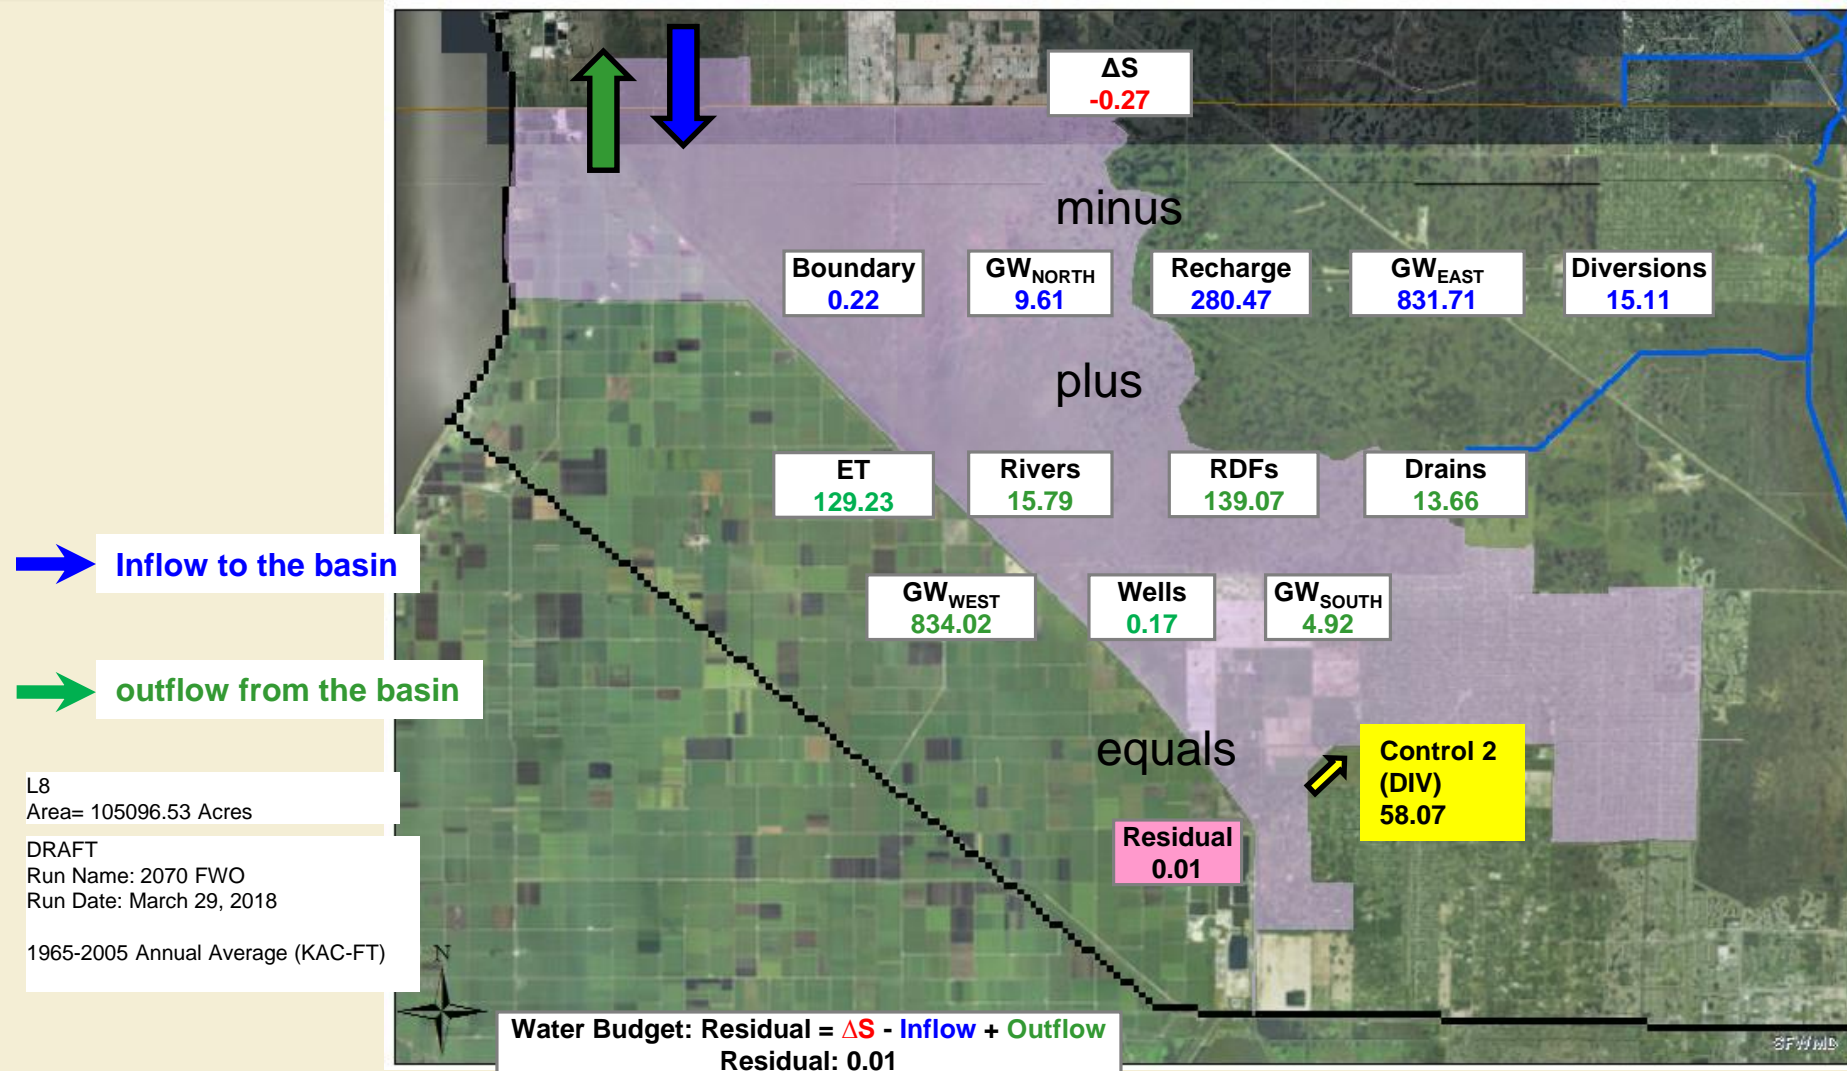 ΔS
-0.27
minus
Boundary
0.22
GW_NORTH
9.61
Recharge
280.47
GW_EAST
831.71
Diversions
15.11
plus
ET
129.23
Rivers
15.79
RDFs
139.07
Drains
13.66
Inflow to the basin
GW_WEST
834.02
Wells
0.17
GW_SOUTH
4.92
outflow from the basin
equals
Control 2
(DIV)
58.07
L8
Area= 105096.53 Acres
Residual
0.01
DRAFT
Run Name: 2070 FWO
Run Date: March 29, 2018
1965-2005 Annual Average (KAC-FT)
N
Water Budget: Residual = ΔS - Inflow + Outflow
Residual: 0.01
SFWMD